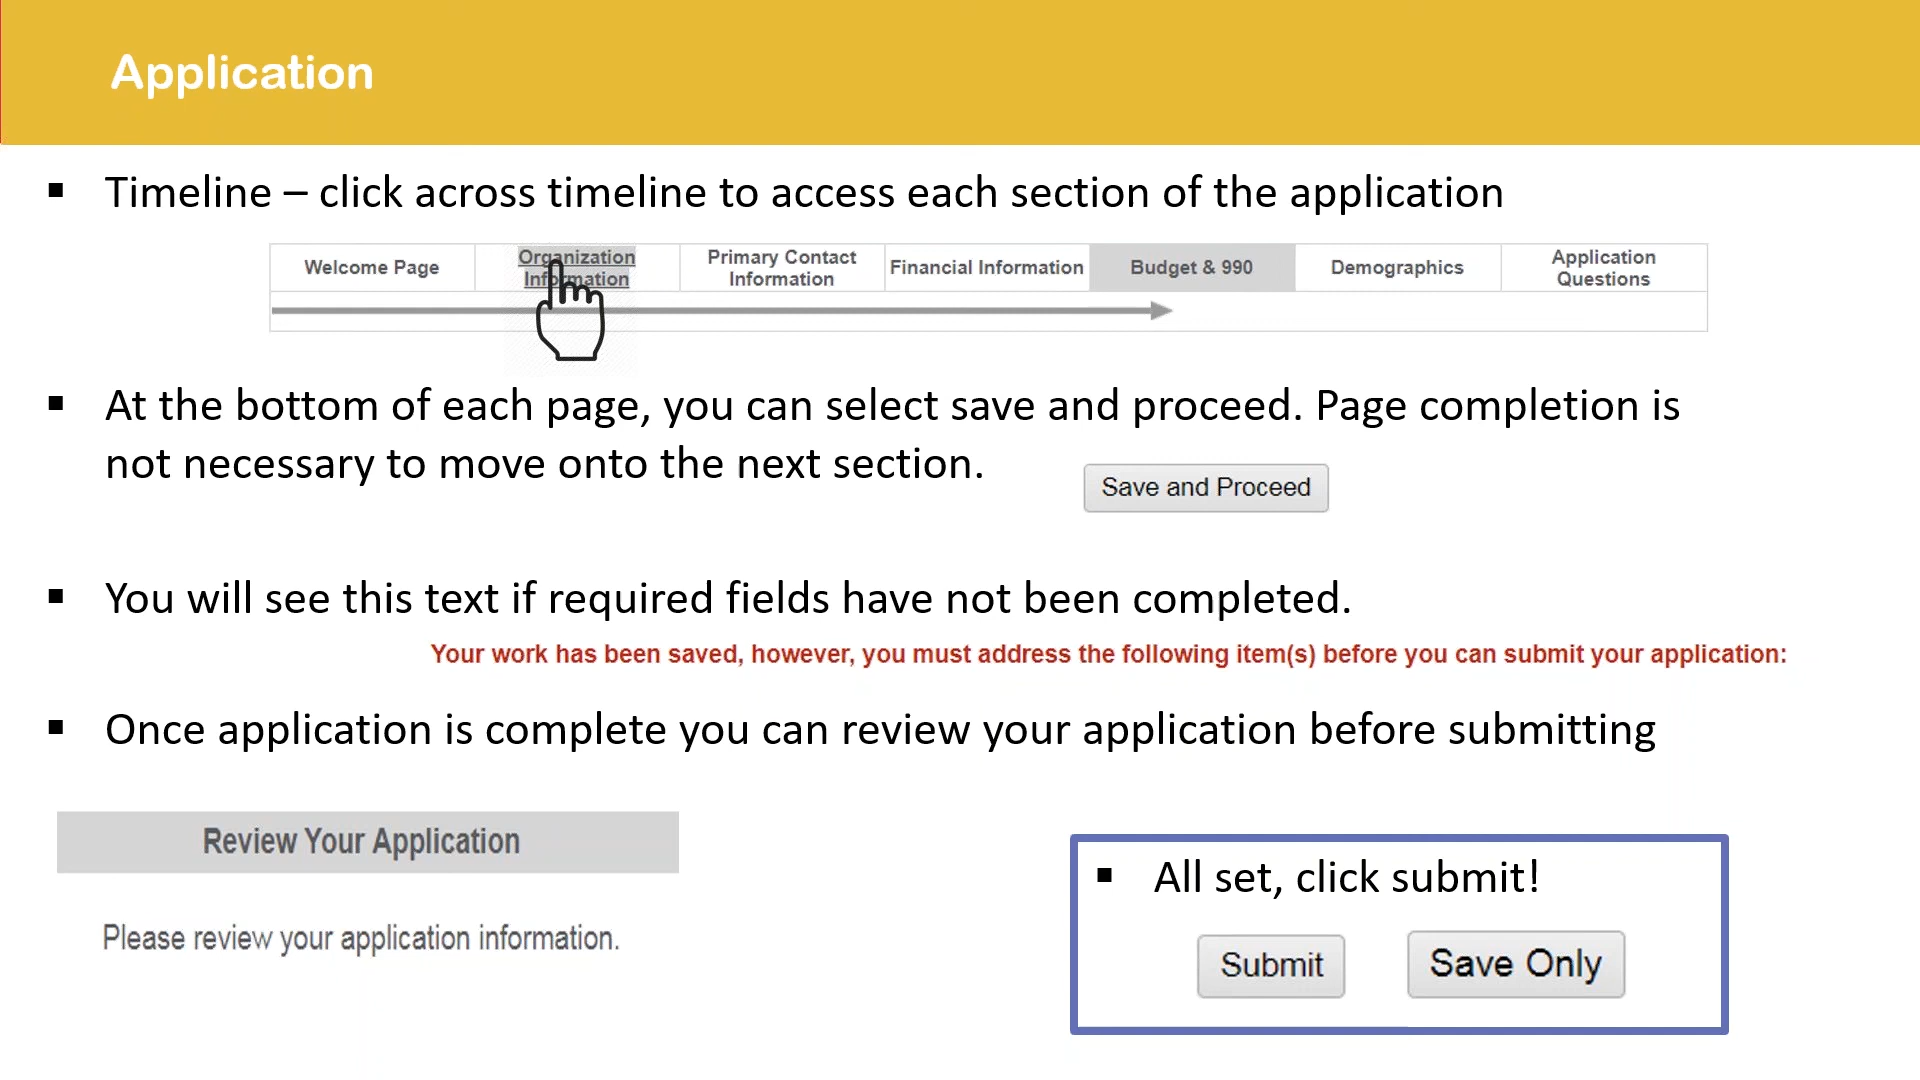 Application
▪ Timeline – click across timeline to access each section of the application
Welcome Page
Organization
Information
Primary Contact
Information
Financial Information
Budget & 990
Demographics
Application
Questions
▪ At the bottom of each page, you can select save and proceed. Page completion is
not necessary to move onto the next section.
Save and Proceed
▪ You will see this text if required fields have not been completed.
Your work has been saved, however, you must address the following item(s) before you can submit your application:
▪ Once application is complete you can review your application before submitting
Review Your Application
Please review your application information.
▪ All set, click submit!
Submit
Save Only